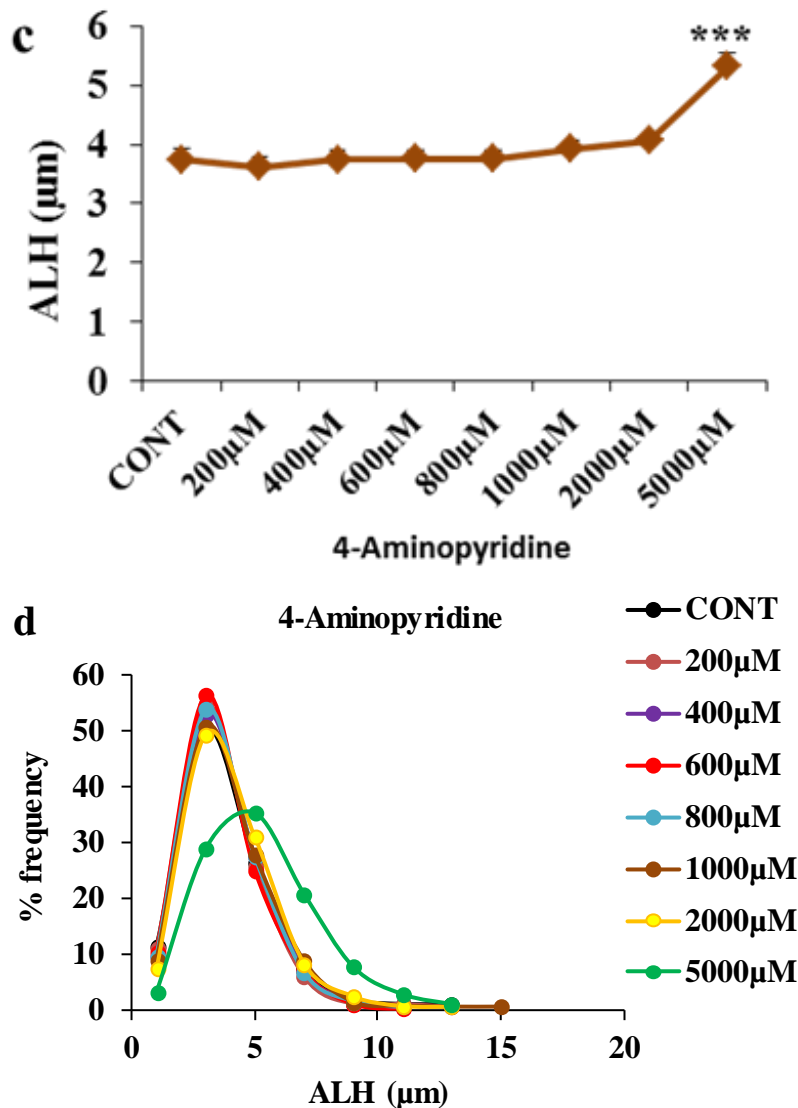 c
***
6
5
4
3
2
1
0
ALH (µm)
CONT
200µM
400µM
600µM
800µM
1000µM
2000µM
5000µM
4-Aminopyridine
d
4-Aminopyridine
60
50
40
30
20
10
0
% frequency
0 5 10 15 20
ALH (µm)
CONT
200µM
400µM
600µM
800µM
1000µM
2000µM
5000µM